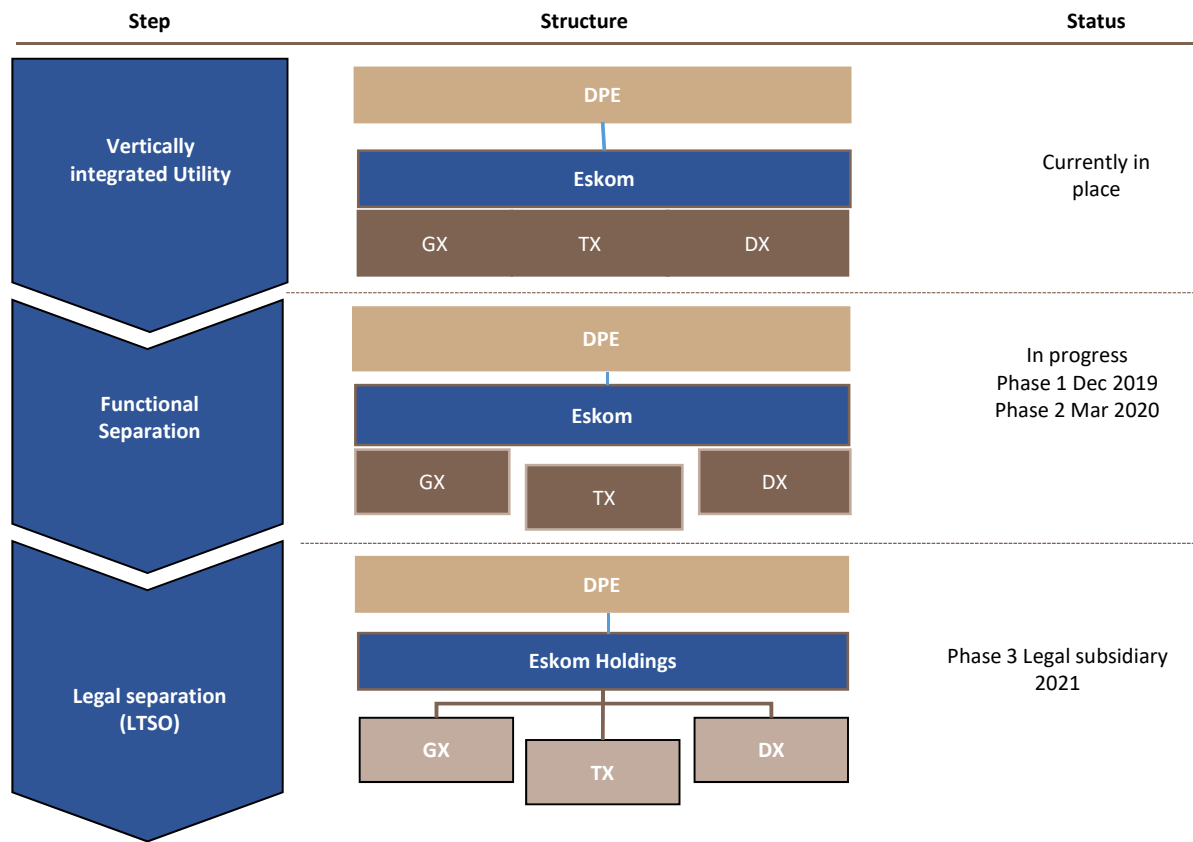 Step
Structure
Status
Vertically
integrated Utility
DPE
Eskom
GX
TX
DX
Currently in
place
Functional
Separation
DPE
Eskom
GX
TX
DX
In progress
Phase 1 Dec 2019
Phase 2 Mar 2020
Legal separation
(LTSO)
DPE
Eskom Holdings
GX
TX
DX
Phase 3 Legal subsidiary
2021